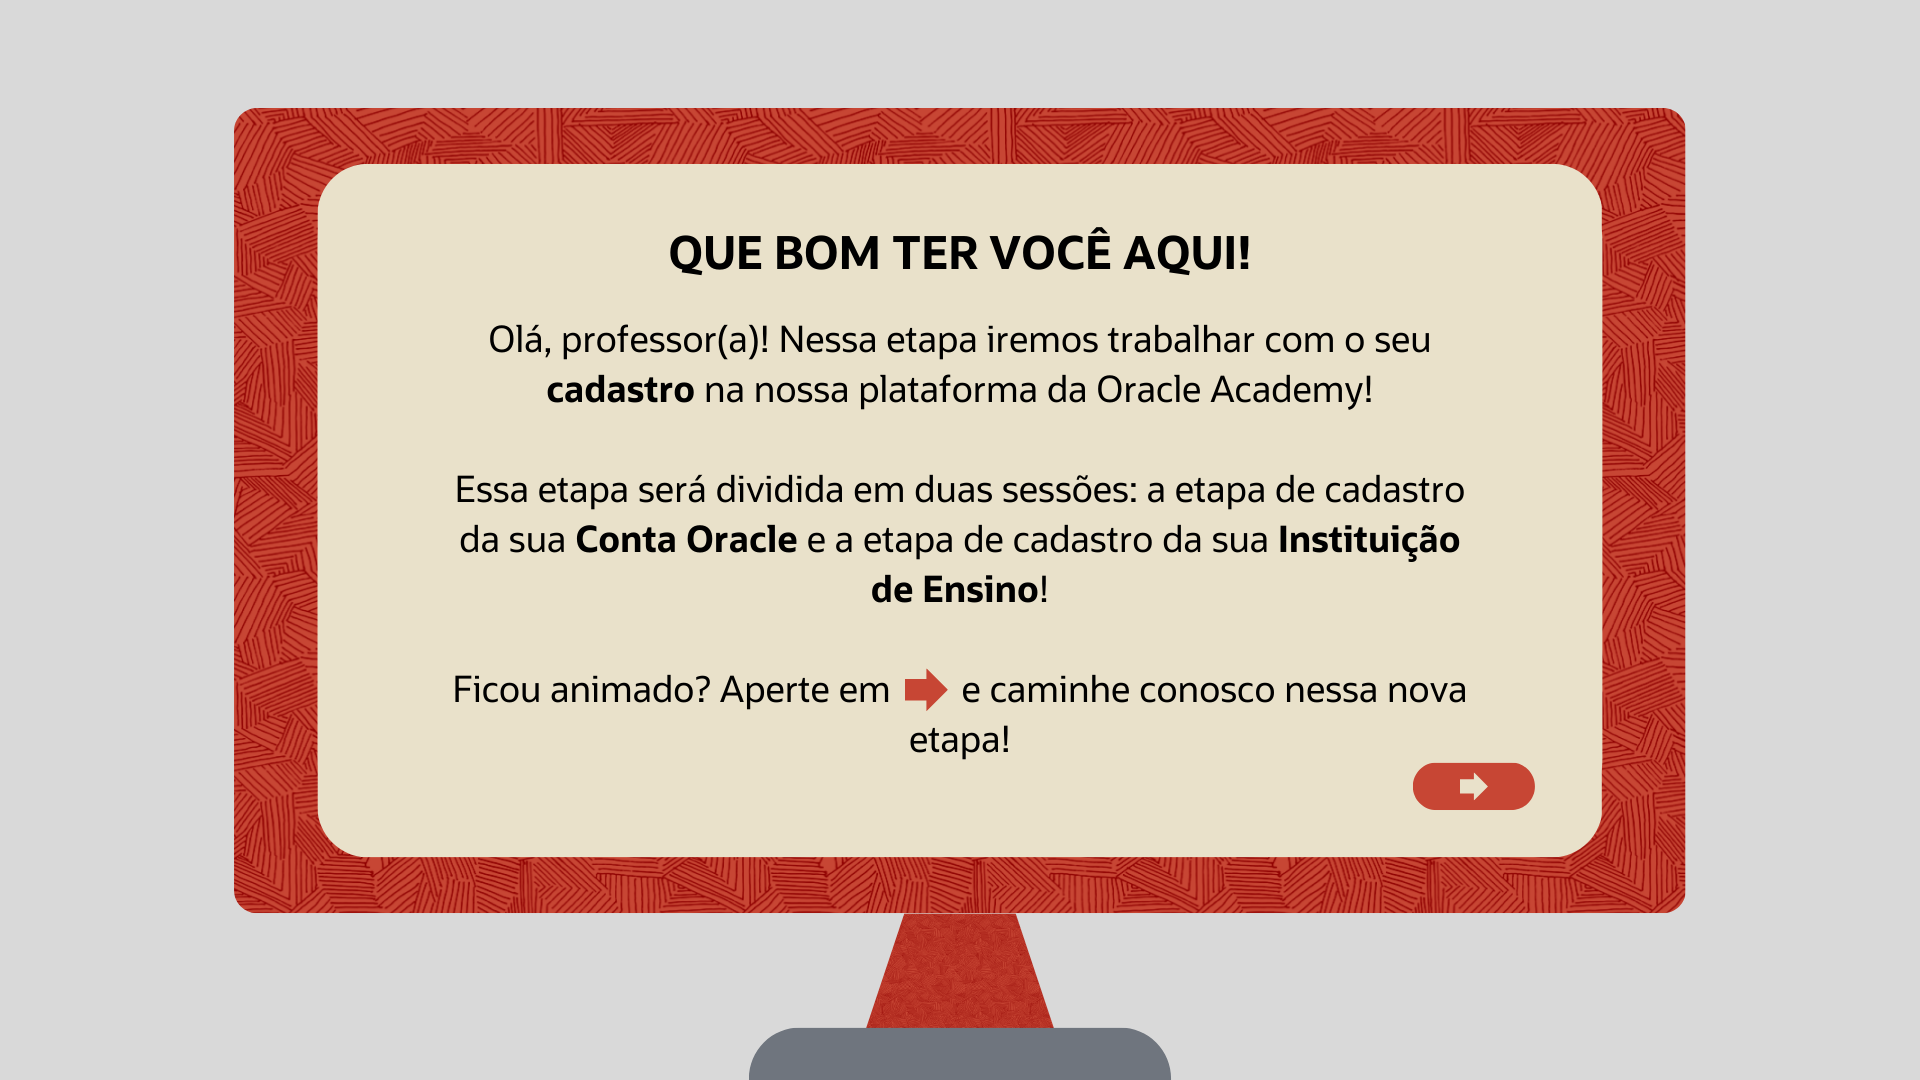 QUE BOM TER VOCÊ AQUI!
Olá, professor(a)! Nessa etapa iremos trabalhar com o seu
cadastro na nossa plataforma da Oracle Academy!
Essa etapa será dividida em duas sessões: a etapa de cadastro
da sua Conta Oracle e a etapa de cadastro da sua Instituição
de Ensino!
Ficou animado? Aperte em e caminhe conosco nessa nova
etapa!